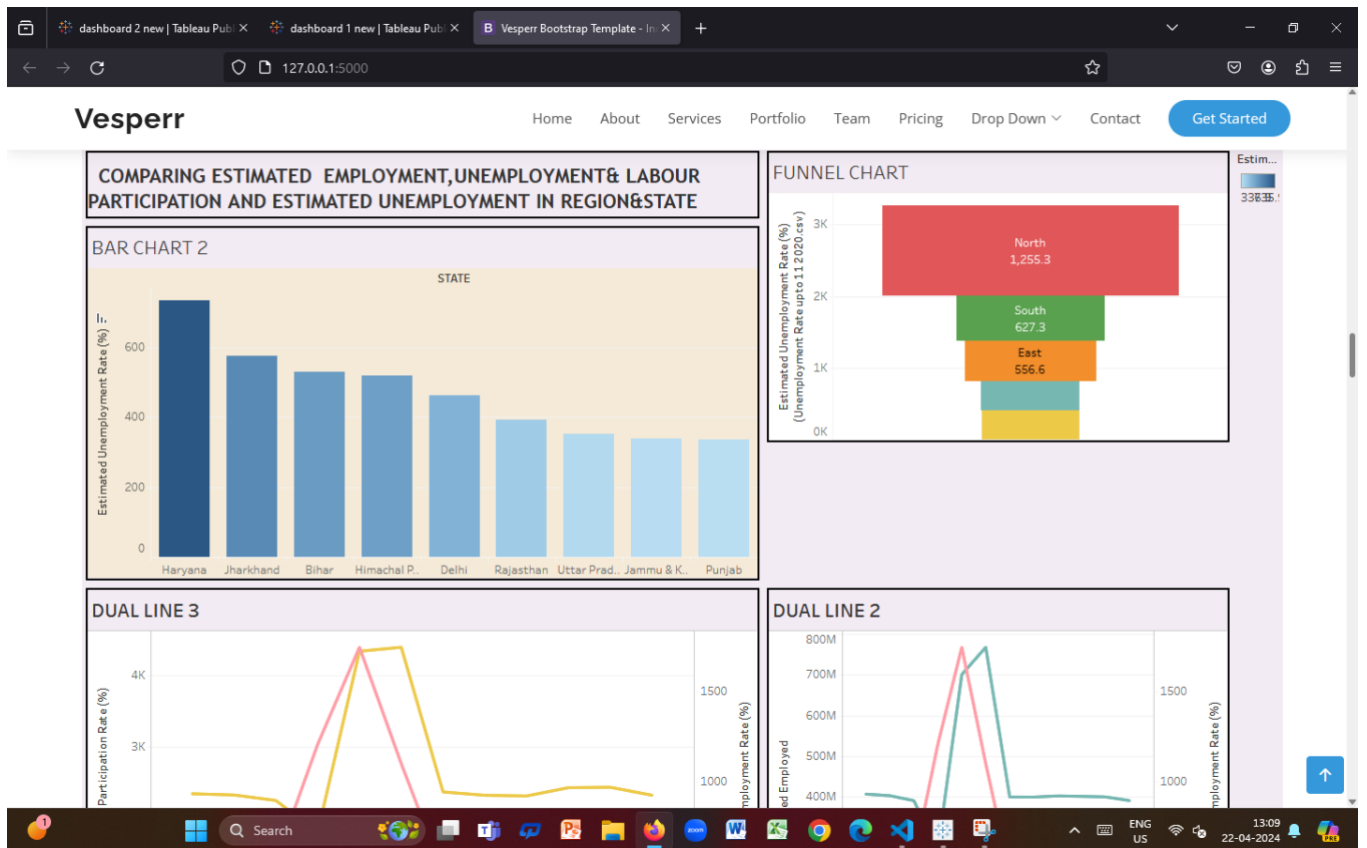 dashboard 2 new | Tableau Publ
dashboard 1 new | Tableau Publ
B Vesperr Bootstrap Template - In
127.0.0.1:5000
Vesperr
Home About Services Portfolio Team Pricing Drop Down Contact Get Started
COMPARING ESTIMATED EMPLOYMENT,UNEMPLOYMENT& LABOUR
PARTICIPATION AND ESTIMATED UNEMPLOYMENT IN REGION&STATE
BAR CHART 2
STATE
Estimated Unemployment Rate (%)
600
400
200
0
Haryana Jharkhand Bihar Himachal P.. Delhi Rajasthan Uttar Prad.. Jammu & K.. Punjab
FUNNEL CHART
Estimated Unemployment Rate (%)
(Unemployment Rate upto 11 2020.csv)
3K
2K
1K
0K
North
1,255.3
South
627.3
East
556.6
Estim...
DUAL LINE 3
Participation Rate (%)
4K
3K
1500
1000
mployment Rate (%)
DUAL LINE 2
ed Employed
800M
700M
600M
500M
400M
1500
1000
mployment Rate (%)
1
Search
zoom
PRE
ENG
US
13:09
22-04-2024